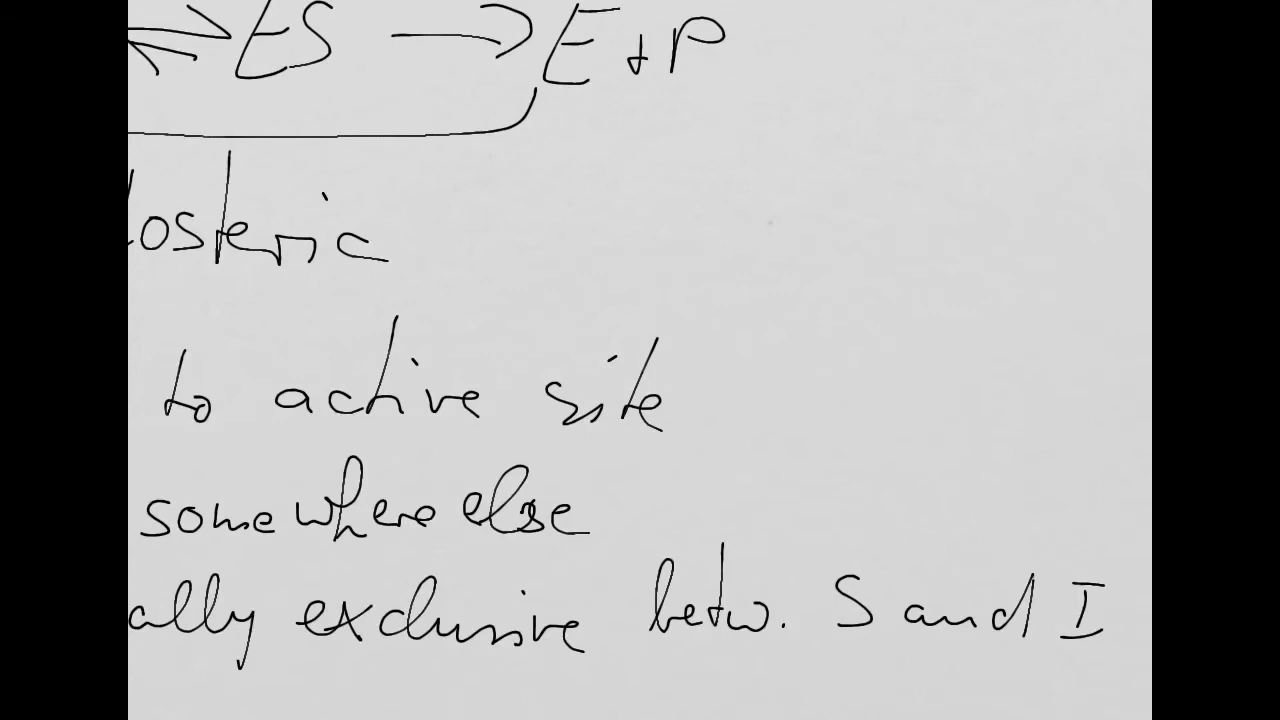 ⇌ ES → E + P
losteric
to active site
somewhere else
ally exclusive betw. S and I